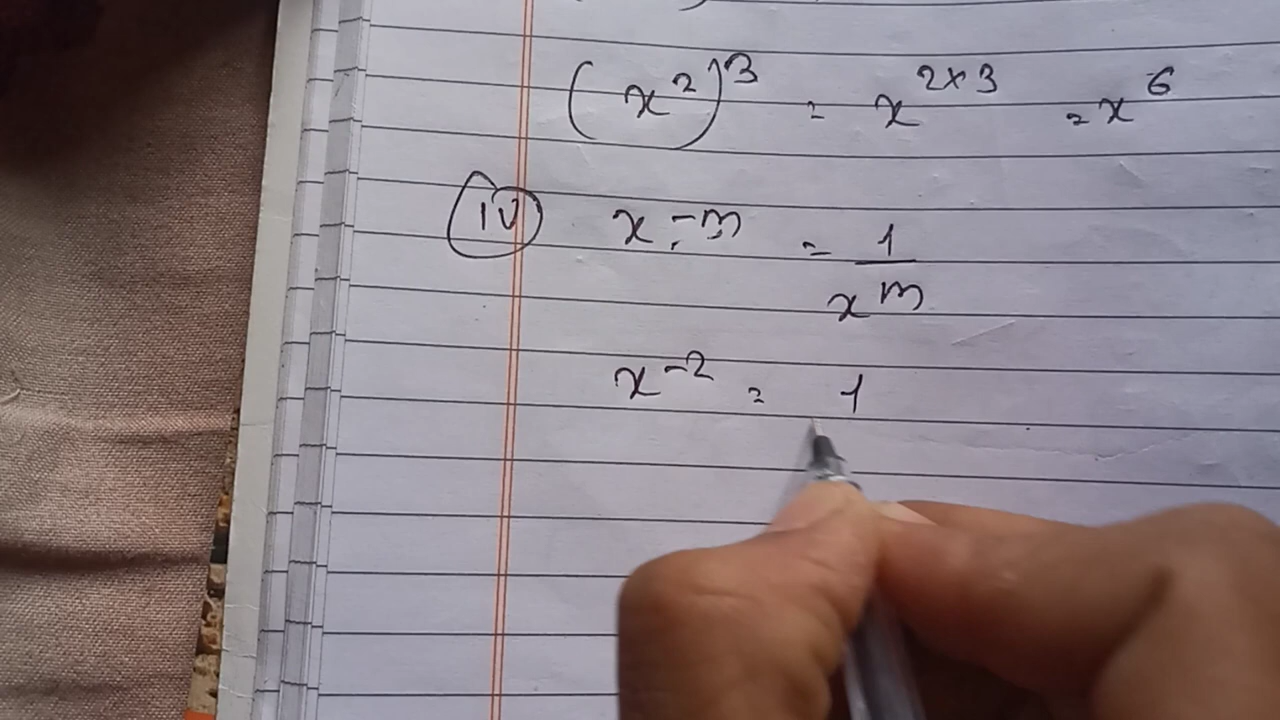 (x²)³ = x²ˣ³ = x⁶
(iv) x⁻ᵐ = 1/xᵐ
x⁻² = 1